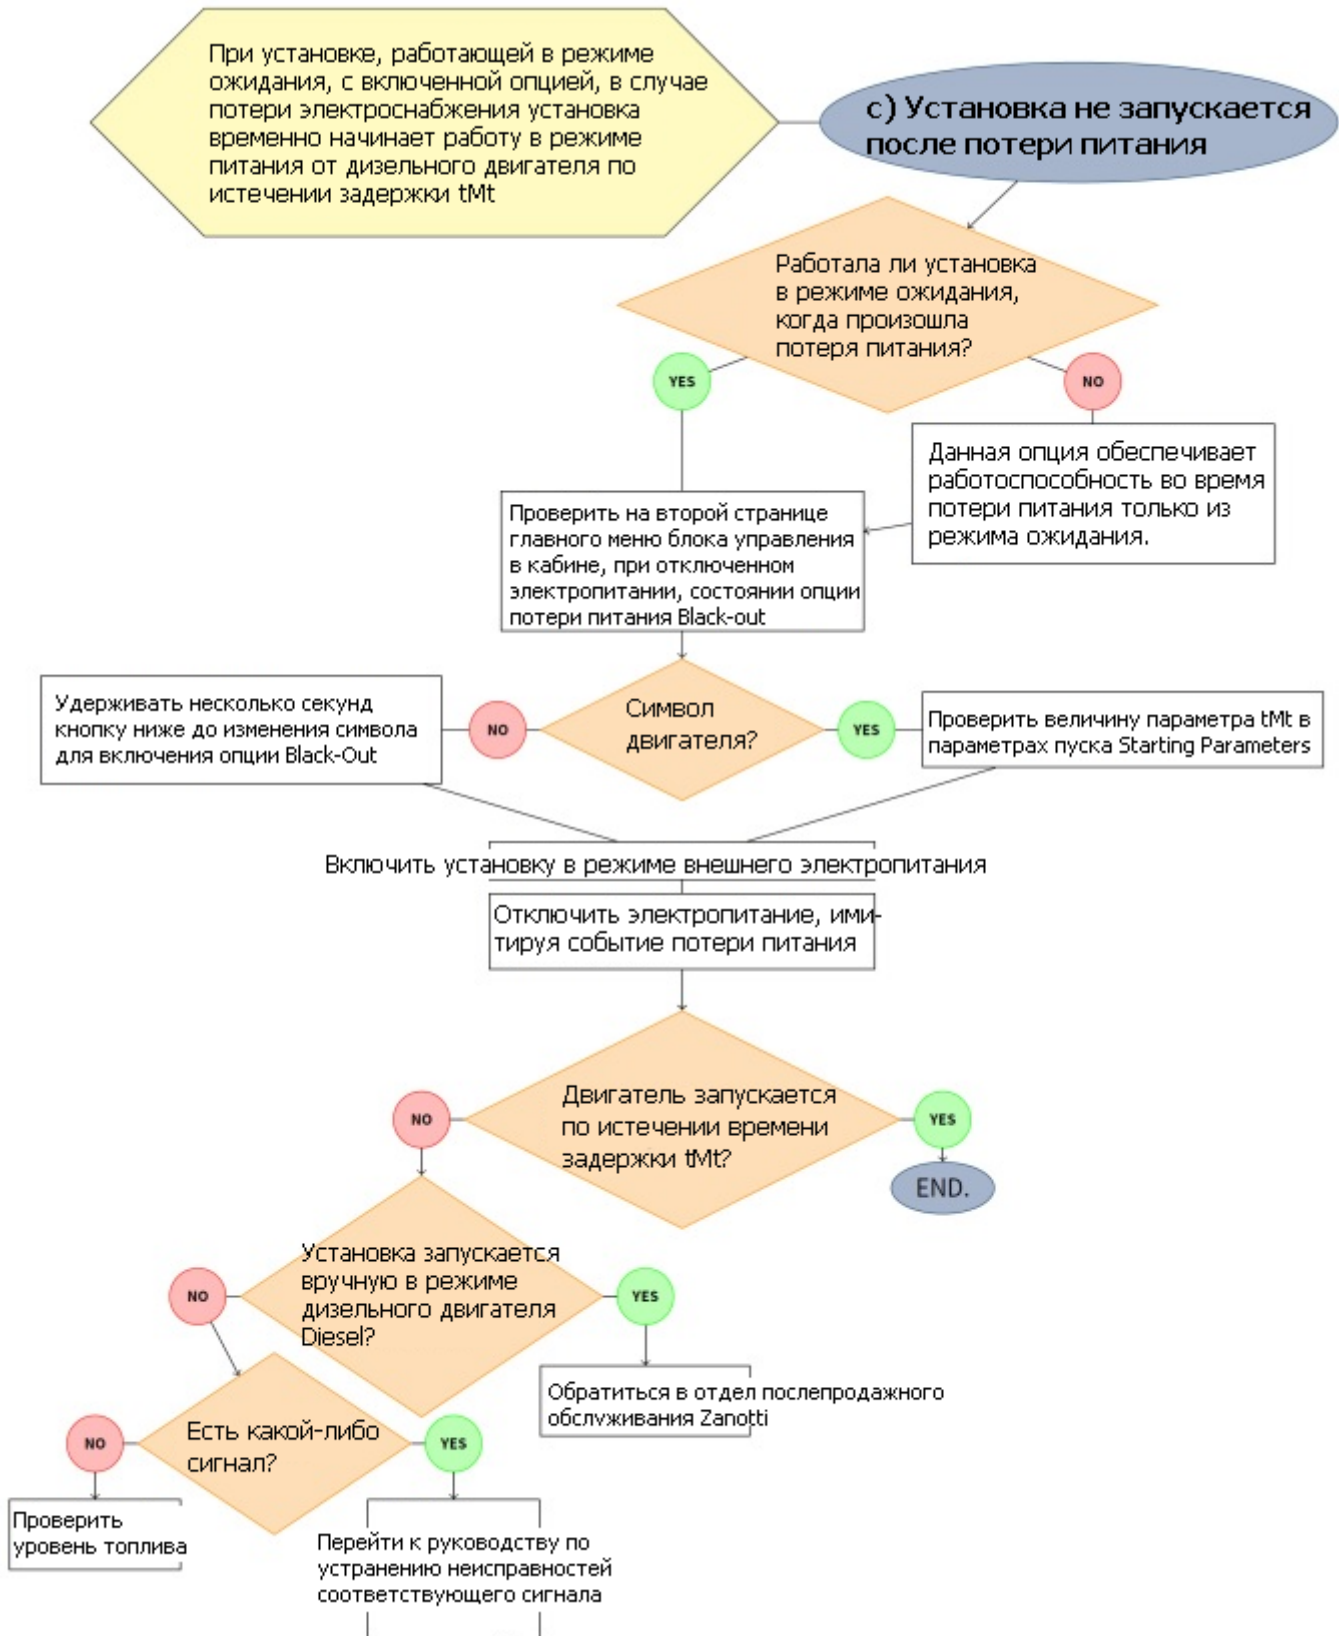 При установке, работающей в режиме
ожидания, с включенной опцией, в случае
потери электроснабжения установка
временно начинает работу в режиме
питания от дизельного двигателя по
истечении задержки tMt
c) Установка не запускается
после потери питания
Работала ли установка
в режиме ожидания,
когда произошла
потеря питания?
YES
NO
Данная опция обеспечивает
работоспособность во время
потери питания только из
режима ожидания.
Проверить на второй странице
главного меню блока управления
в кабине, при отключенном
электропитании, состоянии опции
потери питания Black-out
Удерживать несколько секунд
кнопку ниже до изменения символа
для включения опции Black-Out
NO
Символ
двигателя?
YES
Проверить величину параметра tMt в
параметрах пуска Starting Parameters
Включить установку в режиме внешнего электропитания
Отключить электропитание, ими-
тируя событие потери питания
NO
Двигатель запускается
по истечении времени
задержки tMt?
YES
END.
NO
Установка запускается
вручную в режиме
дизельного двигателя
Diesel?
YES
Обратиться в отдел послепродажного
обслуживания Zanotti
NO
Есть какой-либо
сигнал?
YES
Проверить
уровень топлива
Перейти к руководству по
устранению неисправностей
соответствующего сигнала